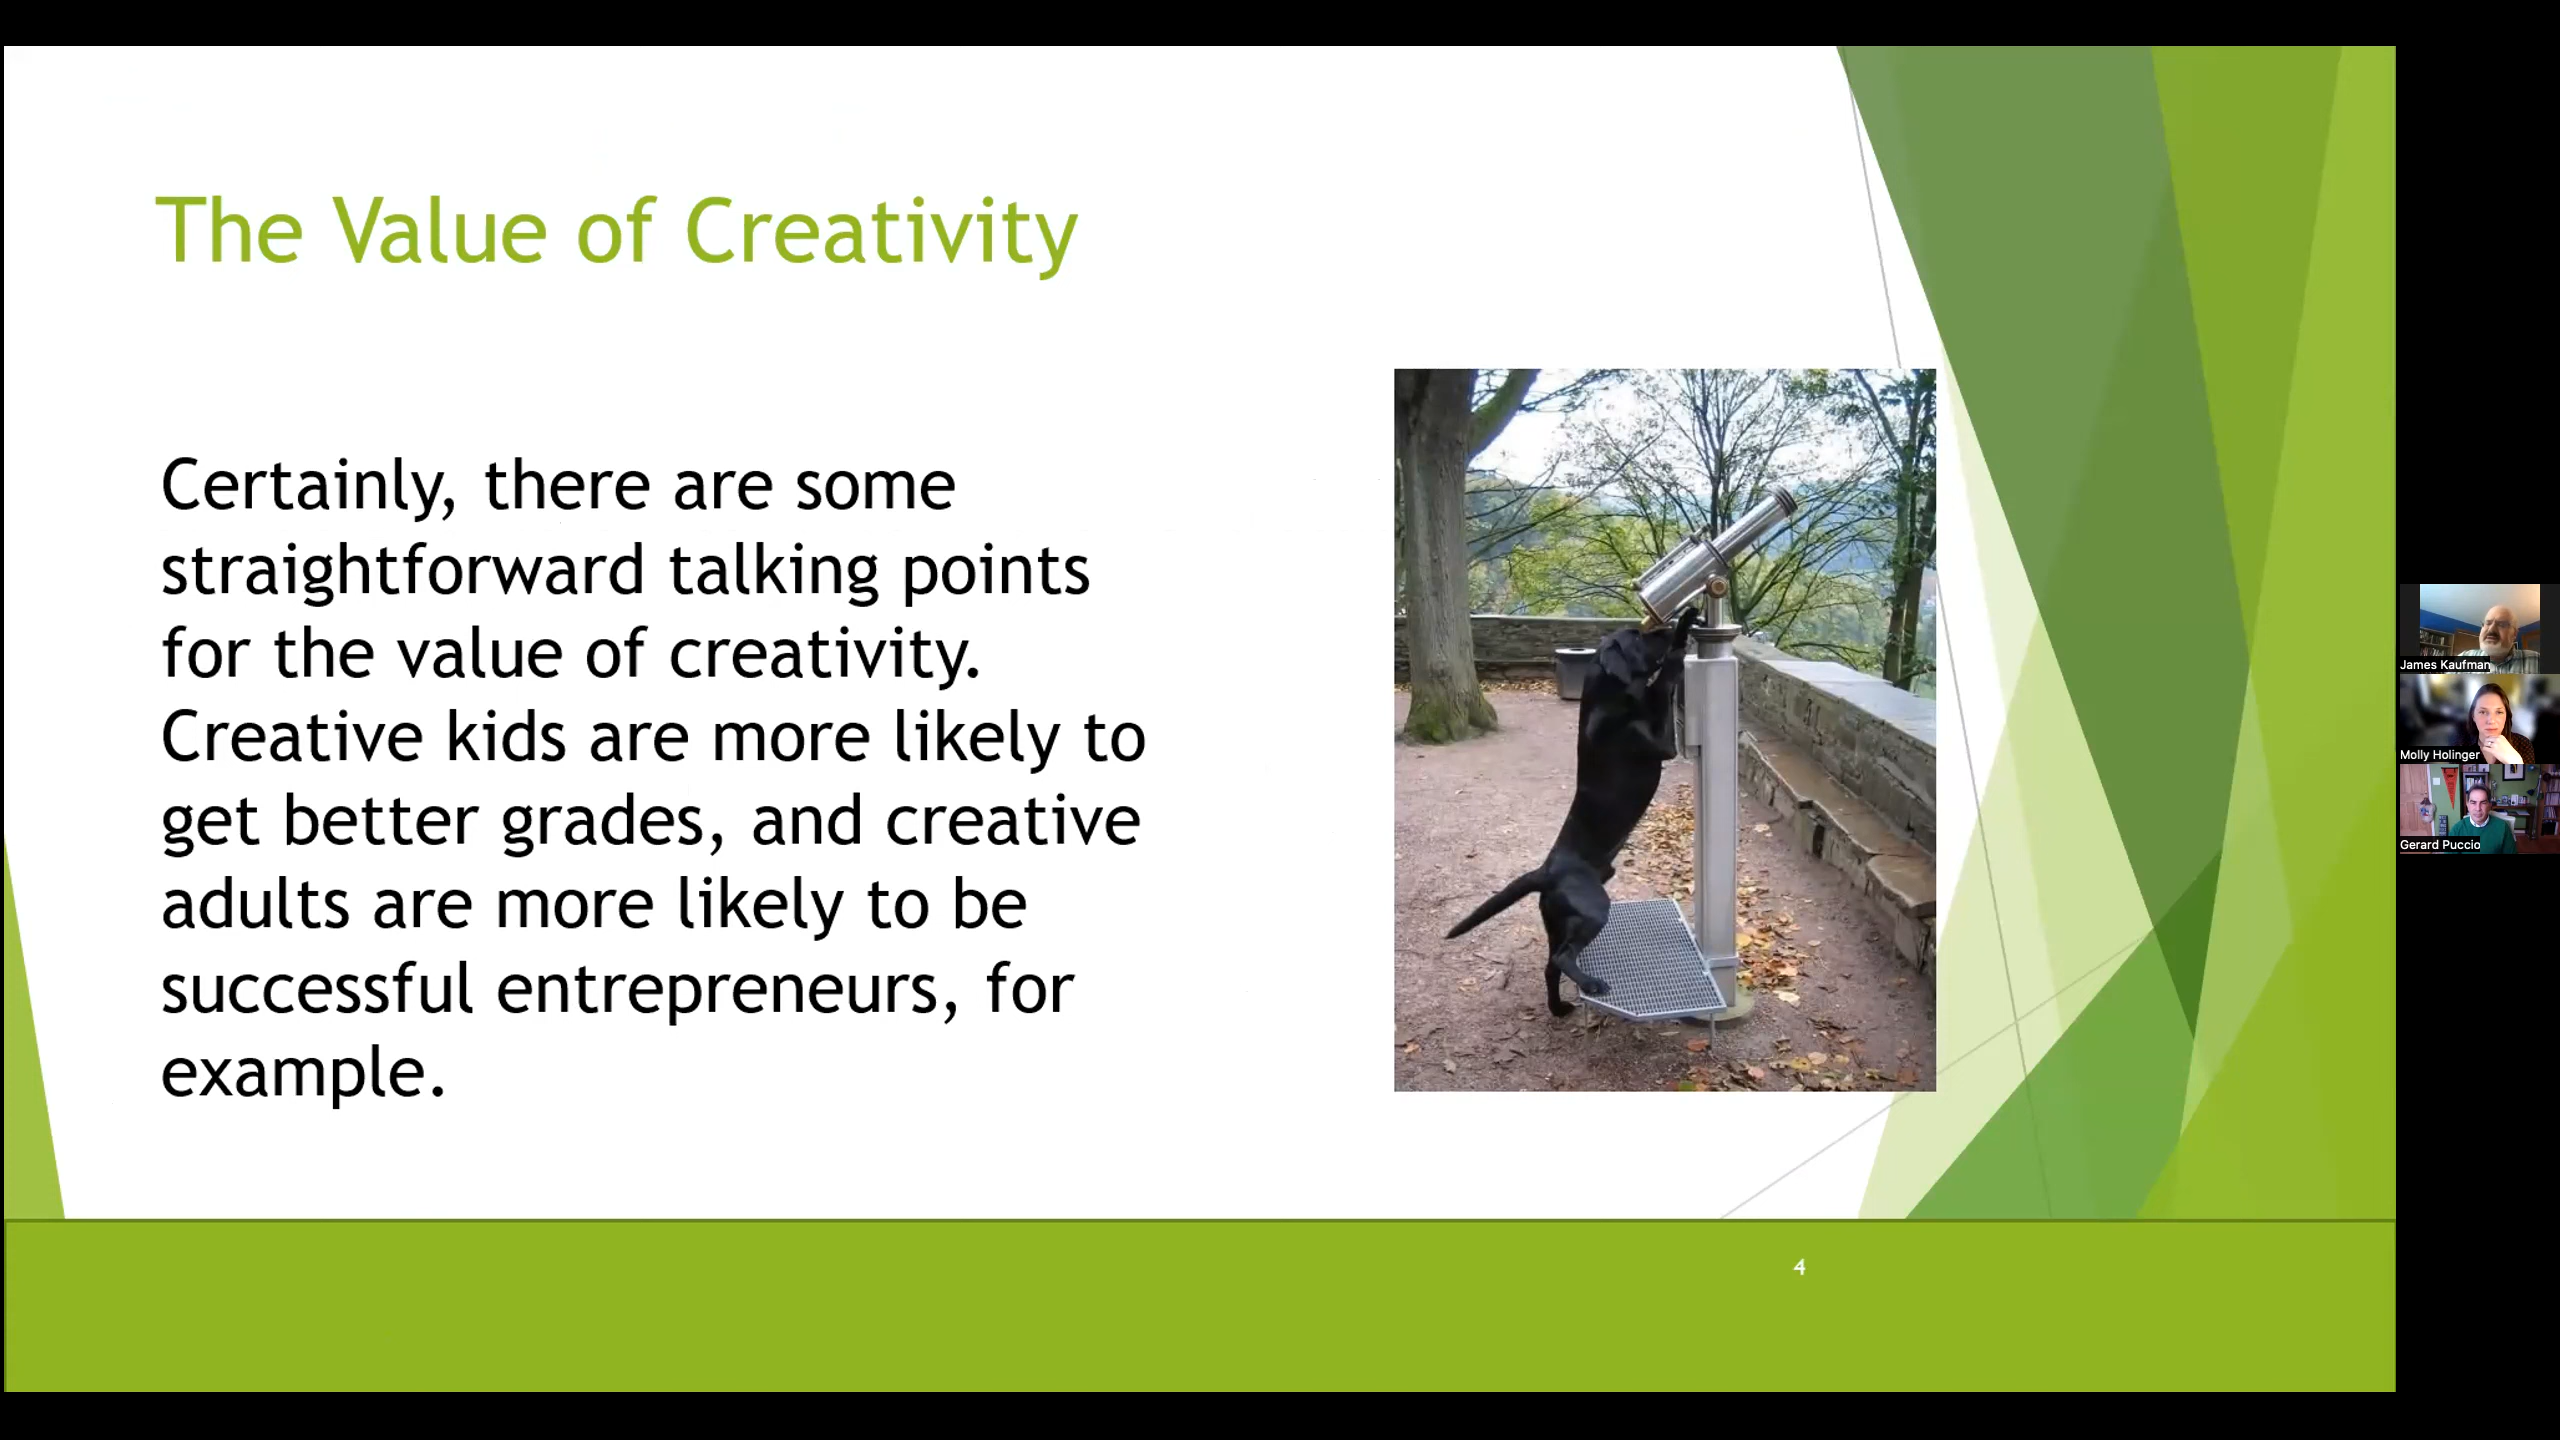 The Value of Creativity
Certainly, there are some
straightforward talking points
for the value of creativity.
Creative kids are more likely to
get better grades, and creative
adults are more likely to be
successful entrepreneurs, for
example.
4
James Kaufman
Molly Holinger
Gerard Puccio